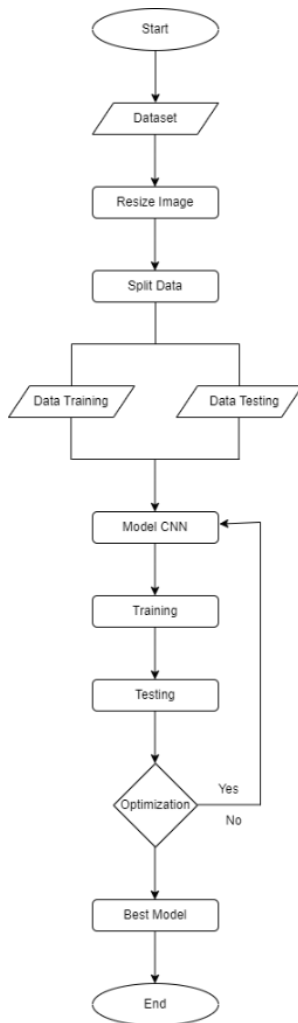 Start
Dataset
Resize Image
Split Data
Data Training
Data Testing
Model CNN
Training
Testing
Optimization
Yes
No
Best Model
End